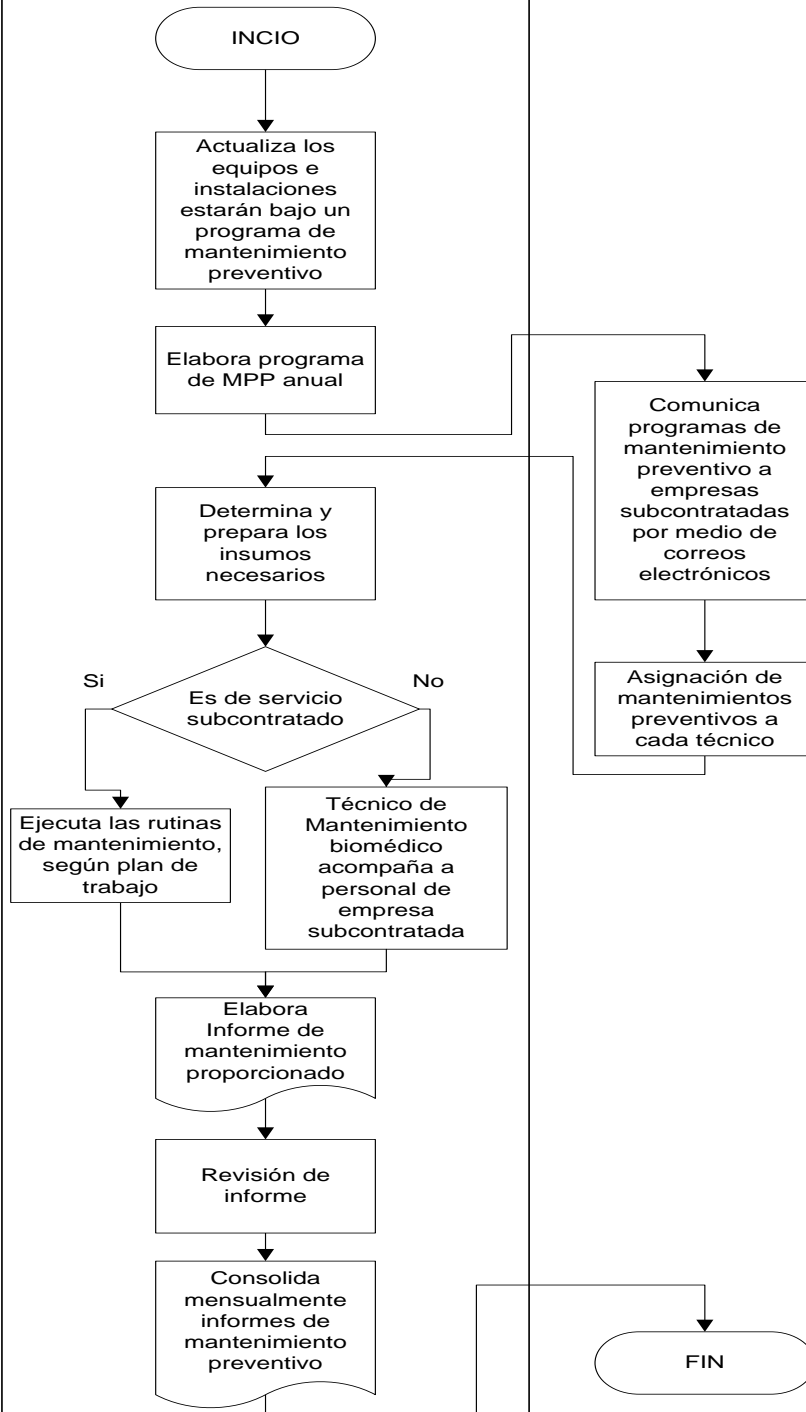 INCIO
Actualiza los
equipos e
instalaciones
estarán bajo un
programa de
mantenimiento
preventivo
Elabora programa
de MPP anual
Comunica
programas de
mantenimiento
preventivo a
empresas
subcontratadas
por medio de
correos
electrónicos
Asignación de
mantenimientos
preventivos a
cada técnico
Determina y
prepara los
insumos
necesarios
Es de servicio
subcontratado
Si
No
Ejecuta las rutinas
de mantenimiento,
según plan de
trabajo
Técnico de
Mantenimiento
biomédico
acompaña a
personal de
empresa
subcontratada
Elabora
Informe de
mantenimiento
proporcionado
Revisión de
informe
Consolida
mensualmente
informes de
mantenimiento
preventivo
FIN